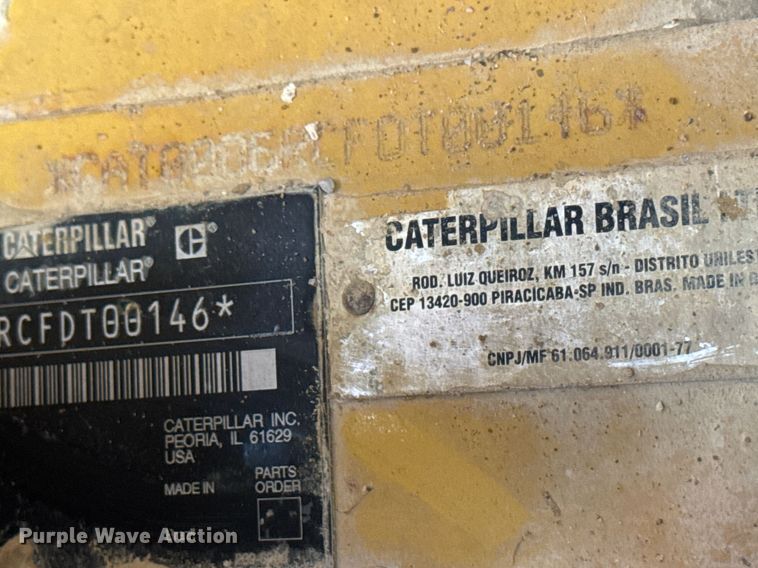 *CAT0006RCFDT00146*
CATERPILLAR®
CATERPILLAR®
RCFDT00146*
CATERPILLAR INC.
PEORIA, IL 61629
USA
MADE IN
PARTS
ORDER
CATERPILLAR BRASIL
ROD. LUIZ QUEIROZ, KM 157 s/n - DISTRITO UNILEST
CEP 13420-900 PIRACICABA-SP IND. BRAS. MADE IN
CNPJ/MF 61.064.911/0001-77
Purple Wave Auction